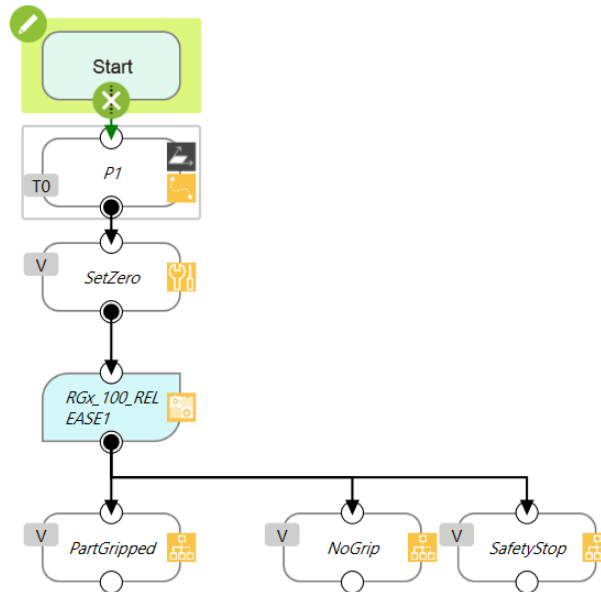 Start
P1
T0
V
SetZero
RGx_100_REL
EASE1
V
PartGripped
V
NoGrip
V
SafetyStop